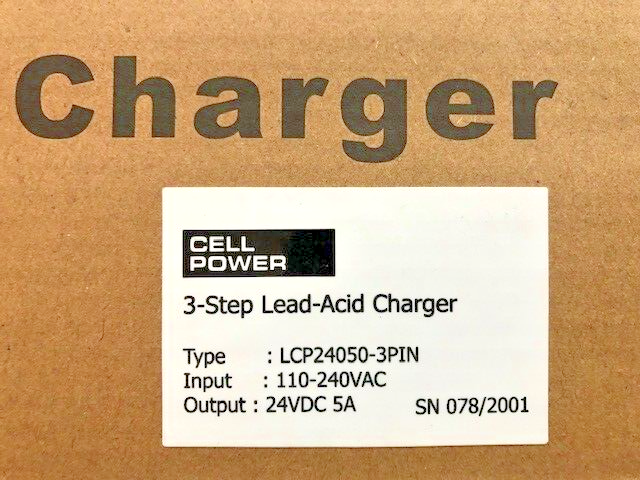 Charger
CELL
POWER
3-Step Lead-Acid Charger
Type : LCP24050-3PIN
Input : 110-240VAC
Output : 24VDC 5A SN 078/2001